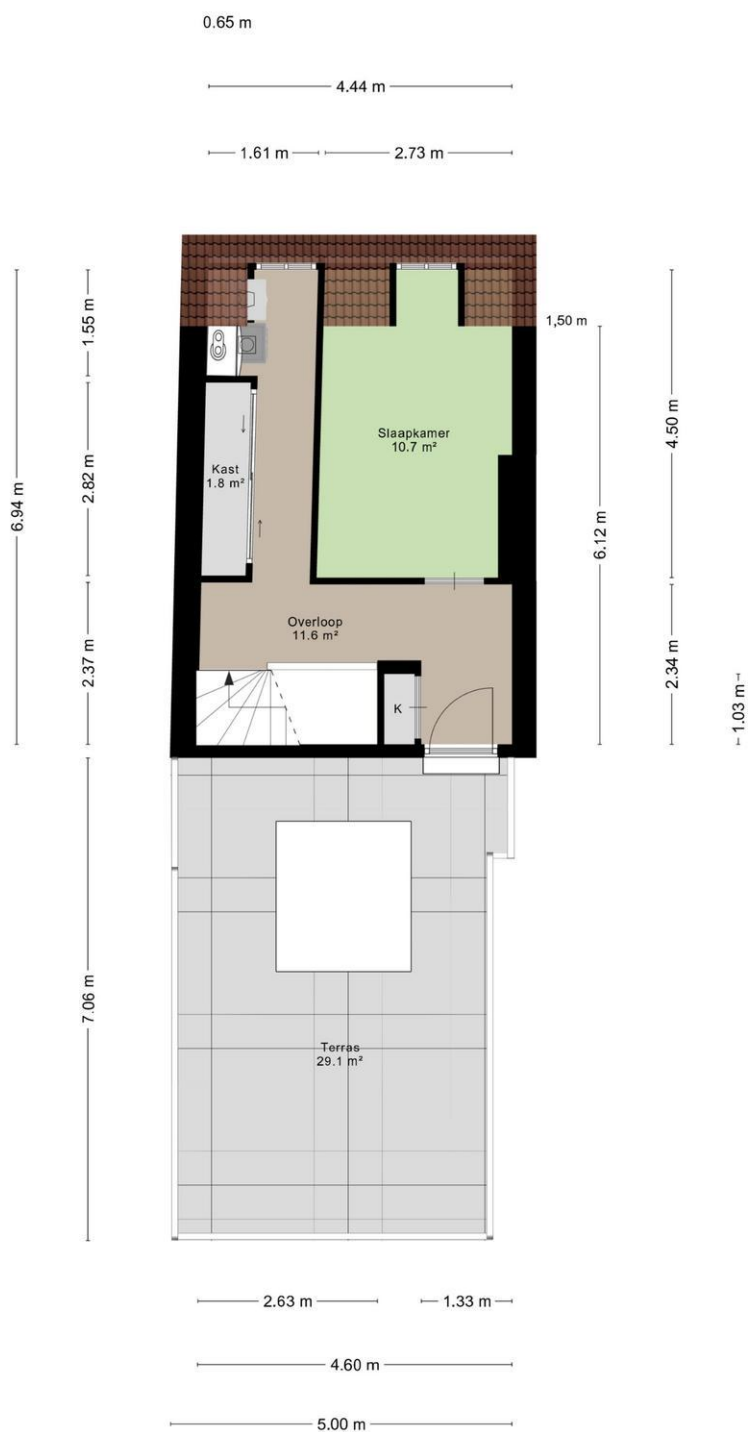 0.65 m
4.44 m
1.61 m
2.73 m
1.55 m
1,50 m
Slaapkamer
10.7 m²
4.50 m
Kast
1.8 m²
2.82 m
6.94 m
6.12 m
Overloop
11.6 m²
2.37 m
2.34 m
K
1.03 m
7.06 m
Terras
29.1 m²
2.63 m
1.33 m
4.60 m
5.00 m